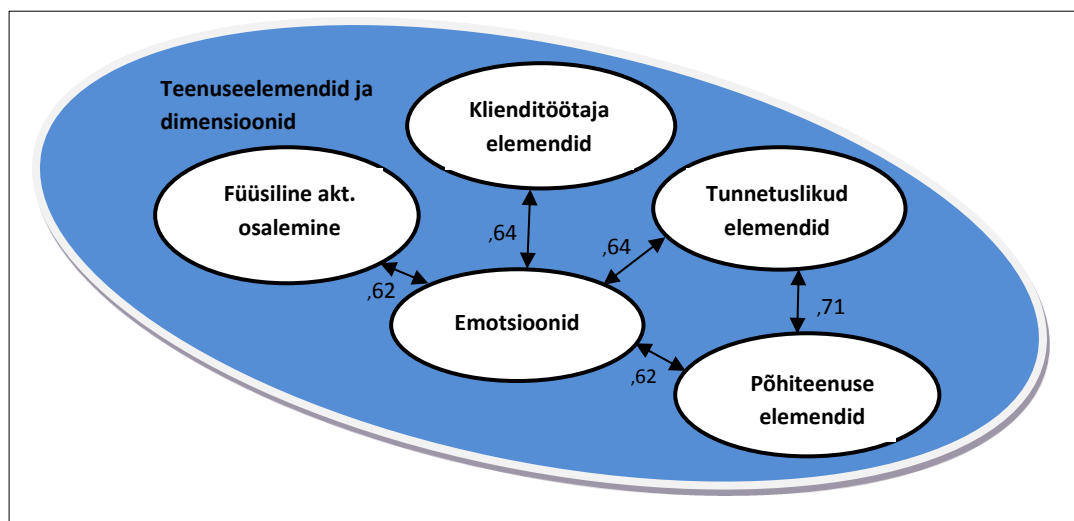 Teenuseelemendid ja
dimensioonid
Klienditöötaja
elemendid
Füüsiline akt.
osalemine
Tunnetuslikud
elemendid
,64
,64
,62
Emotsioonid
,71
,62
Põhiteenuse
elemendid